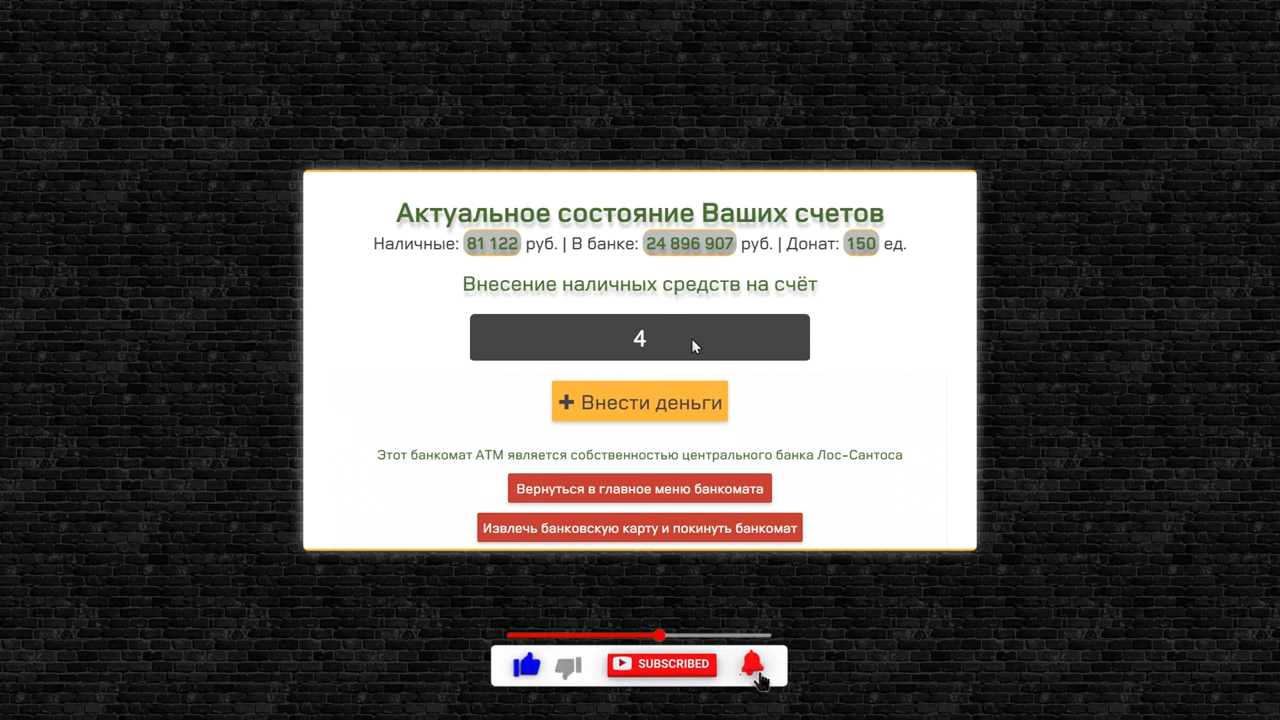 Актуальное состояние Ваших счетов
Наличные: 81 122 руб. | В банке: 24 896 907 руб. | Донат: 150 ед.
Внесение наличных средств на счёт
4
+ Внести деньги
Этот банкомат ATM является собственностью центрального банка Лос-Сантоса
Вернуться в главное меню банкомата
Извлечь банковскую карту и покинуть банкомат
SUBSCRIBED